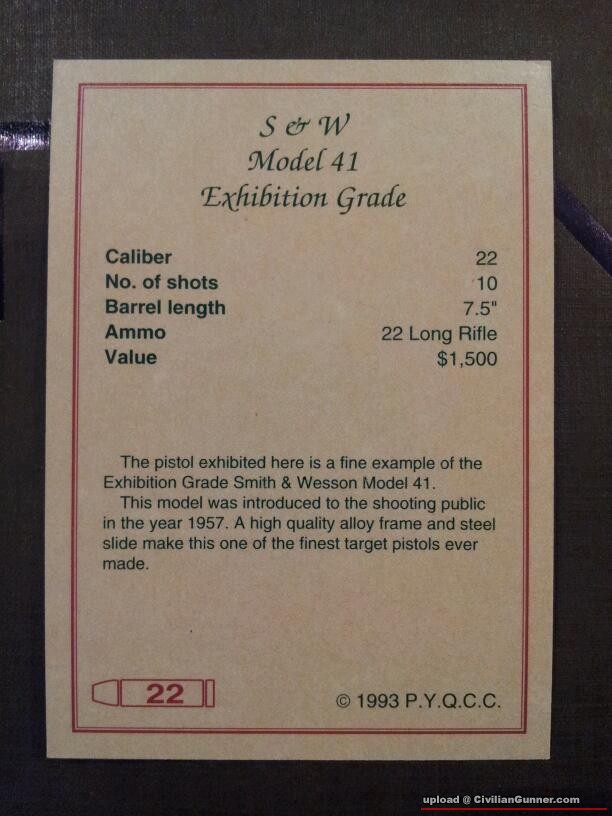 S & W
Model 41
Exhibition Grade
Caliber 22
No. of shots 10
Barrel length 7.5"
Ammo 22 Long Rifle
Value $1,500
The pistol exhibited here is a fine example of the
Exhibition Grade Smith & Wesson Model 41.
This model was introduced to the shooting public
in the year 1957. A high quality alloy frame and steel
slide make this one of the finest target pistols ever
made.
22
© 1993 P.Y.Q.C.C.
upload @ CivilianGunner.com